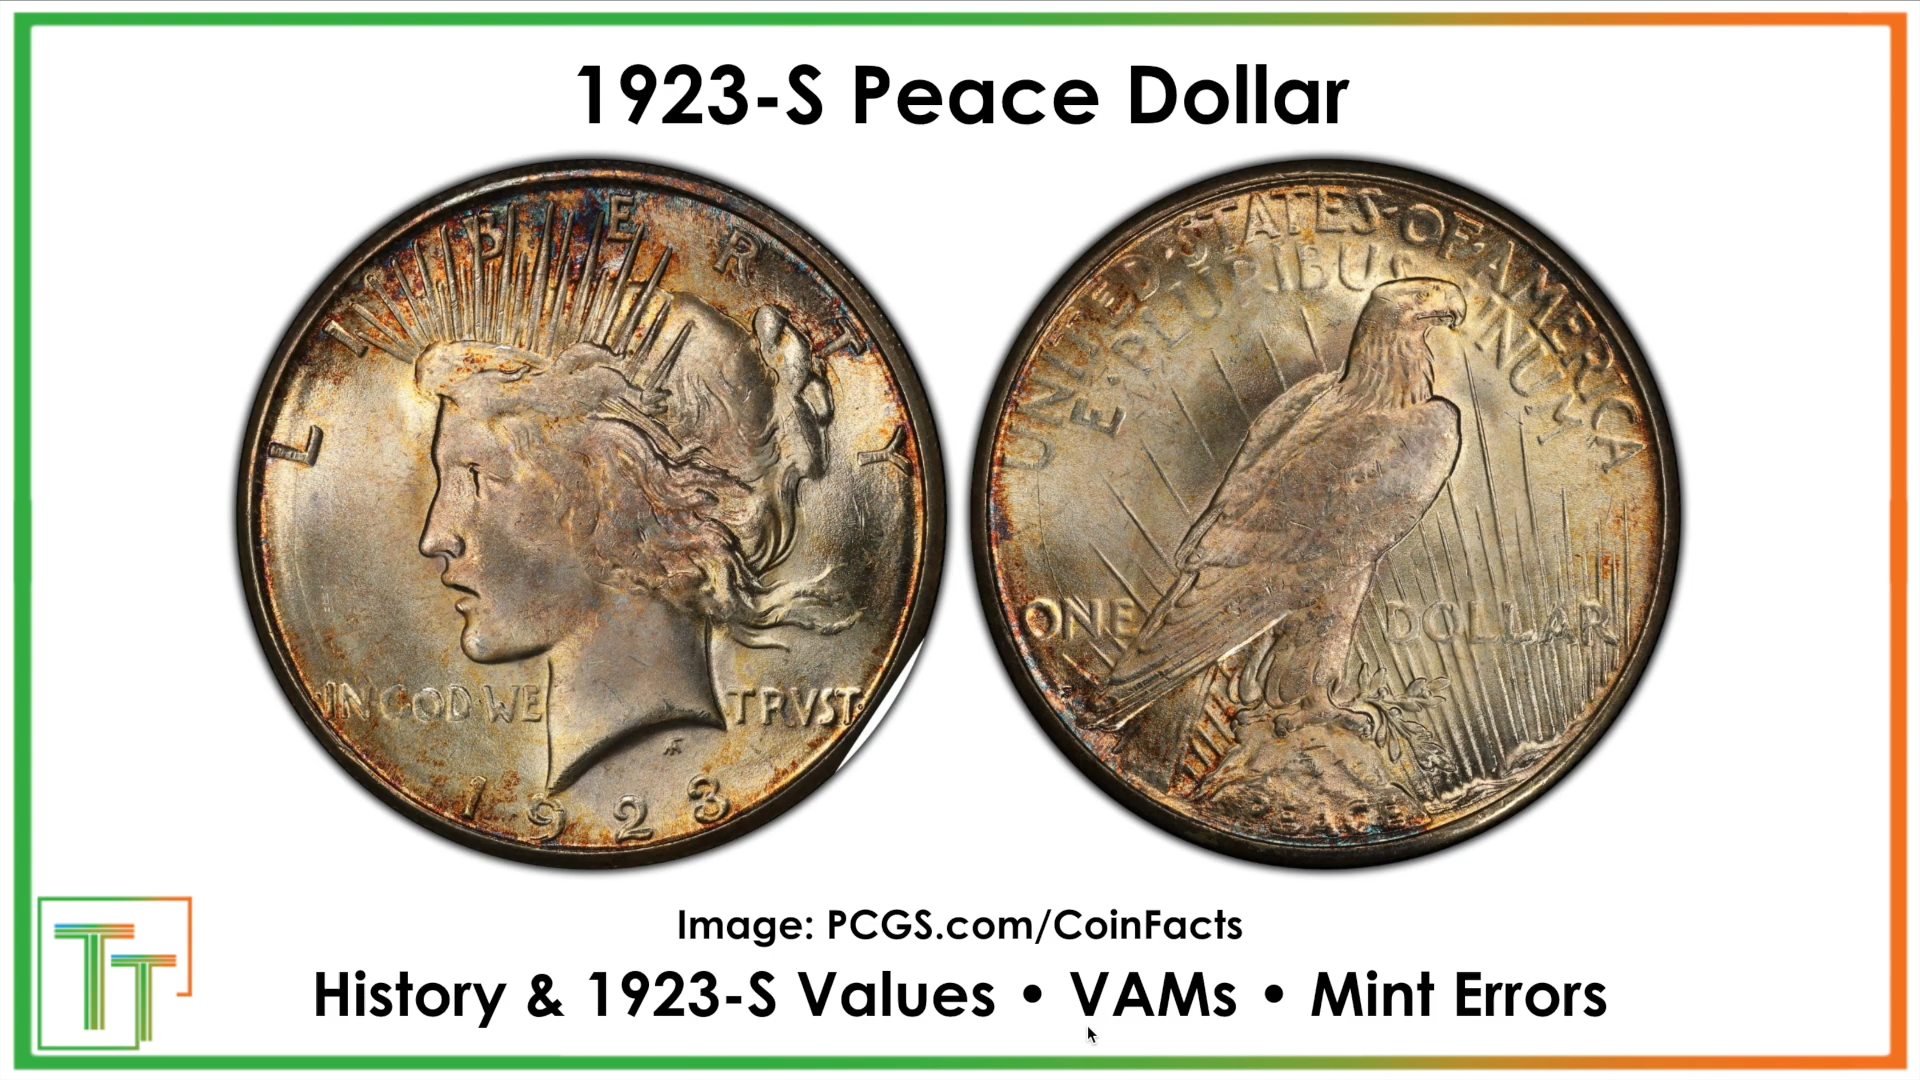 1923-S Peace Dollar
LIBERTY
IN GOD WE TRVST
1923
UNITED·STATES·OF·AMERICA
E·PLURIBUS UNUM
ONE DOLLAR
PEACE
Image: PCGS.com/CoinFacts
TT
History & 1923-S Values • VAMs • Mint Errors